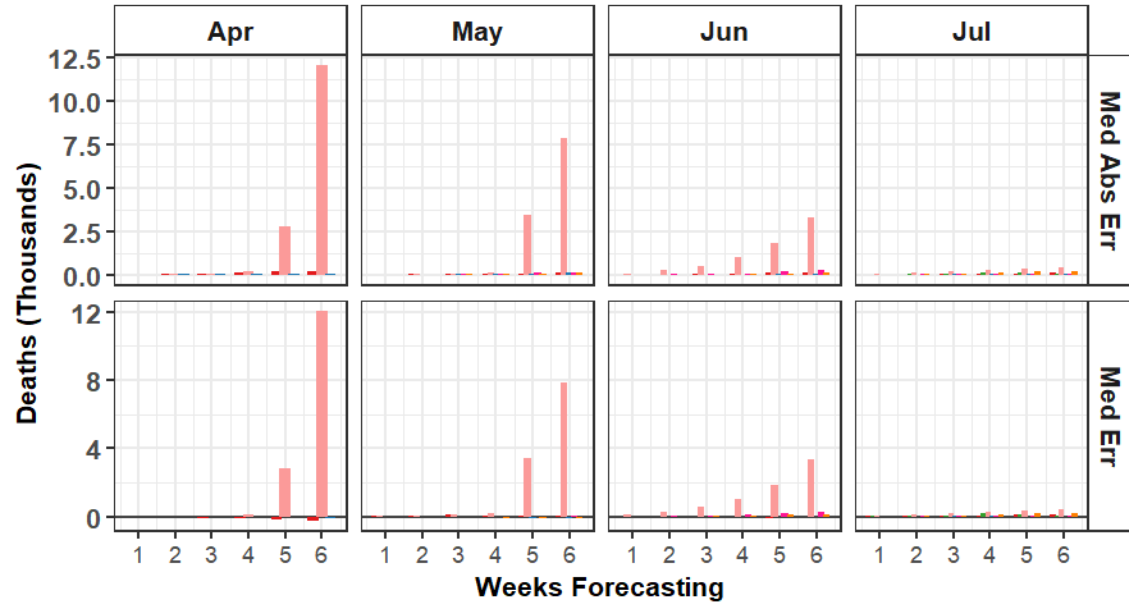 Apr May Jun Jul
12.5
10.0
7.5
5.0
2.5
0.0
Med Abs Err
Deaths (Thousands)
12
8
4
0
Med Err
1 2 3 4 5 6 1 2 3 4 5 6 1 2 3 4 5 6 1 2 3 4 5 6
Weeks Forecasting